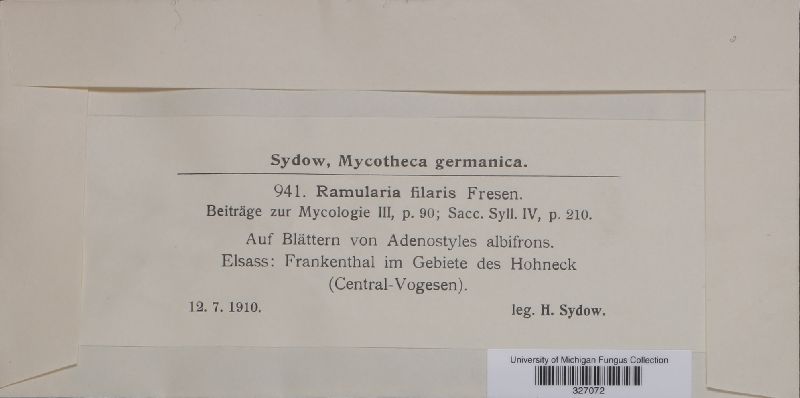 Sydow, Mycotheca germanica.
941. Ramularia filaris Fresen.
Beiträge zur Mycologie III, p. 90; Sacc. Syll. IV, p. 210.
Auf Blättern von Adenostyles albifrons.
Elsass: Frankenthal im Gebiete des Hohneck
(Central-Vogesen).
12. 7. 1910. leg. H. Sydow.
University of Michigan Fungus Collection
327072